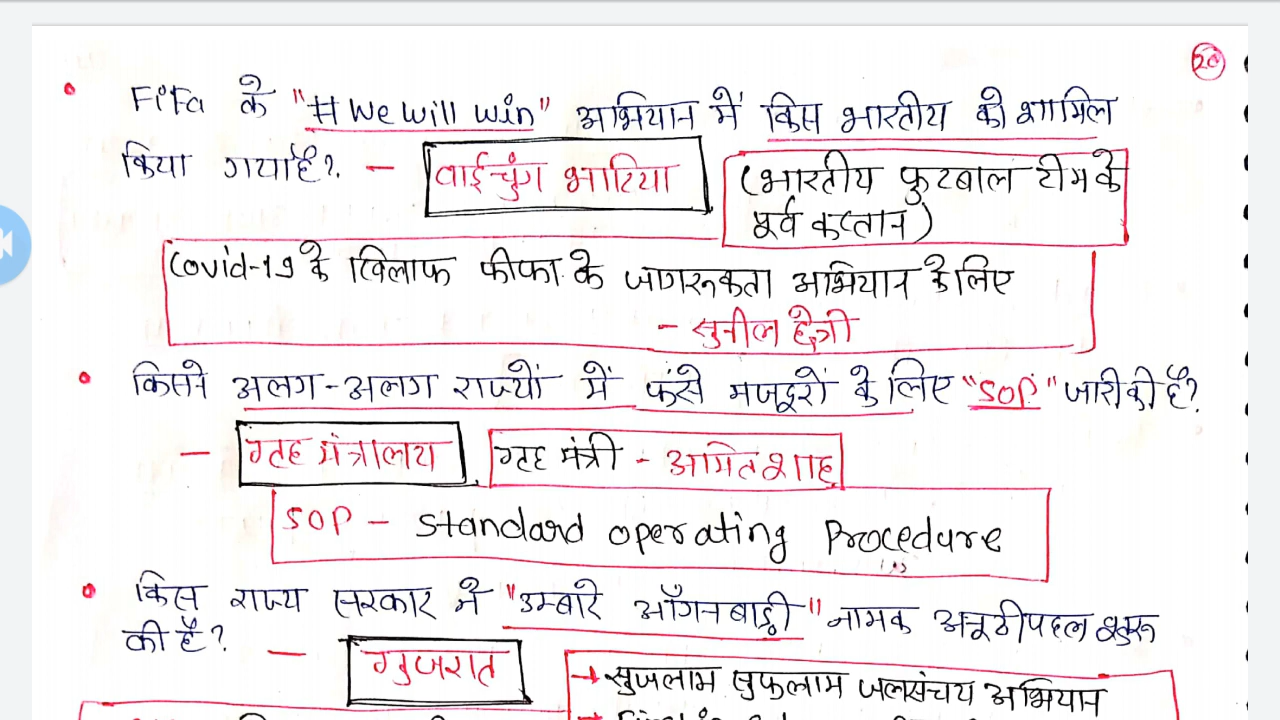 20
• FiFa के "#We will win" अभियान में किस भारतीय को शामिल
किया गया है? - वाईचुंग भाटिया (भारतीय फुटबाल टीम के
पूर्व कप्तान)
Covid-19 के खिलाफ फीफा के जागरूकता अभियान के लिए
- सुनील छेत्री
• किसने अलग-अलग राज्यों में फंसे मजदूरों के लिए "SOP" जारी की है?
- गृह मंत्रालय गृह मंत्री - अमित शाह
SOP - Standard operating Procedure
• किस राज्य सरकार ने "उम्बारे आँगनबाड़ी" नामक अनूठी पहल शुरू
की है? - गुजरात
→ सुजलाम सुफलाम जलसंचय अभियान